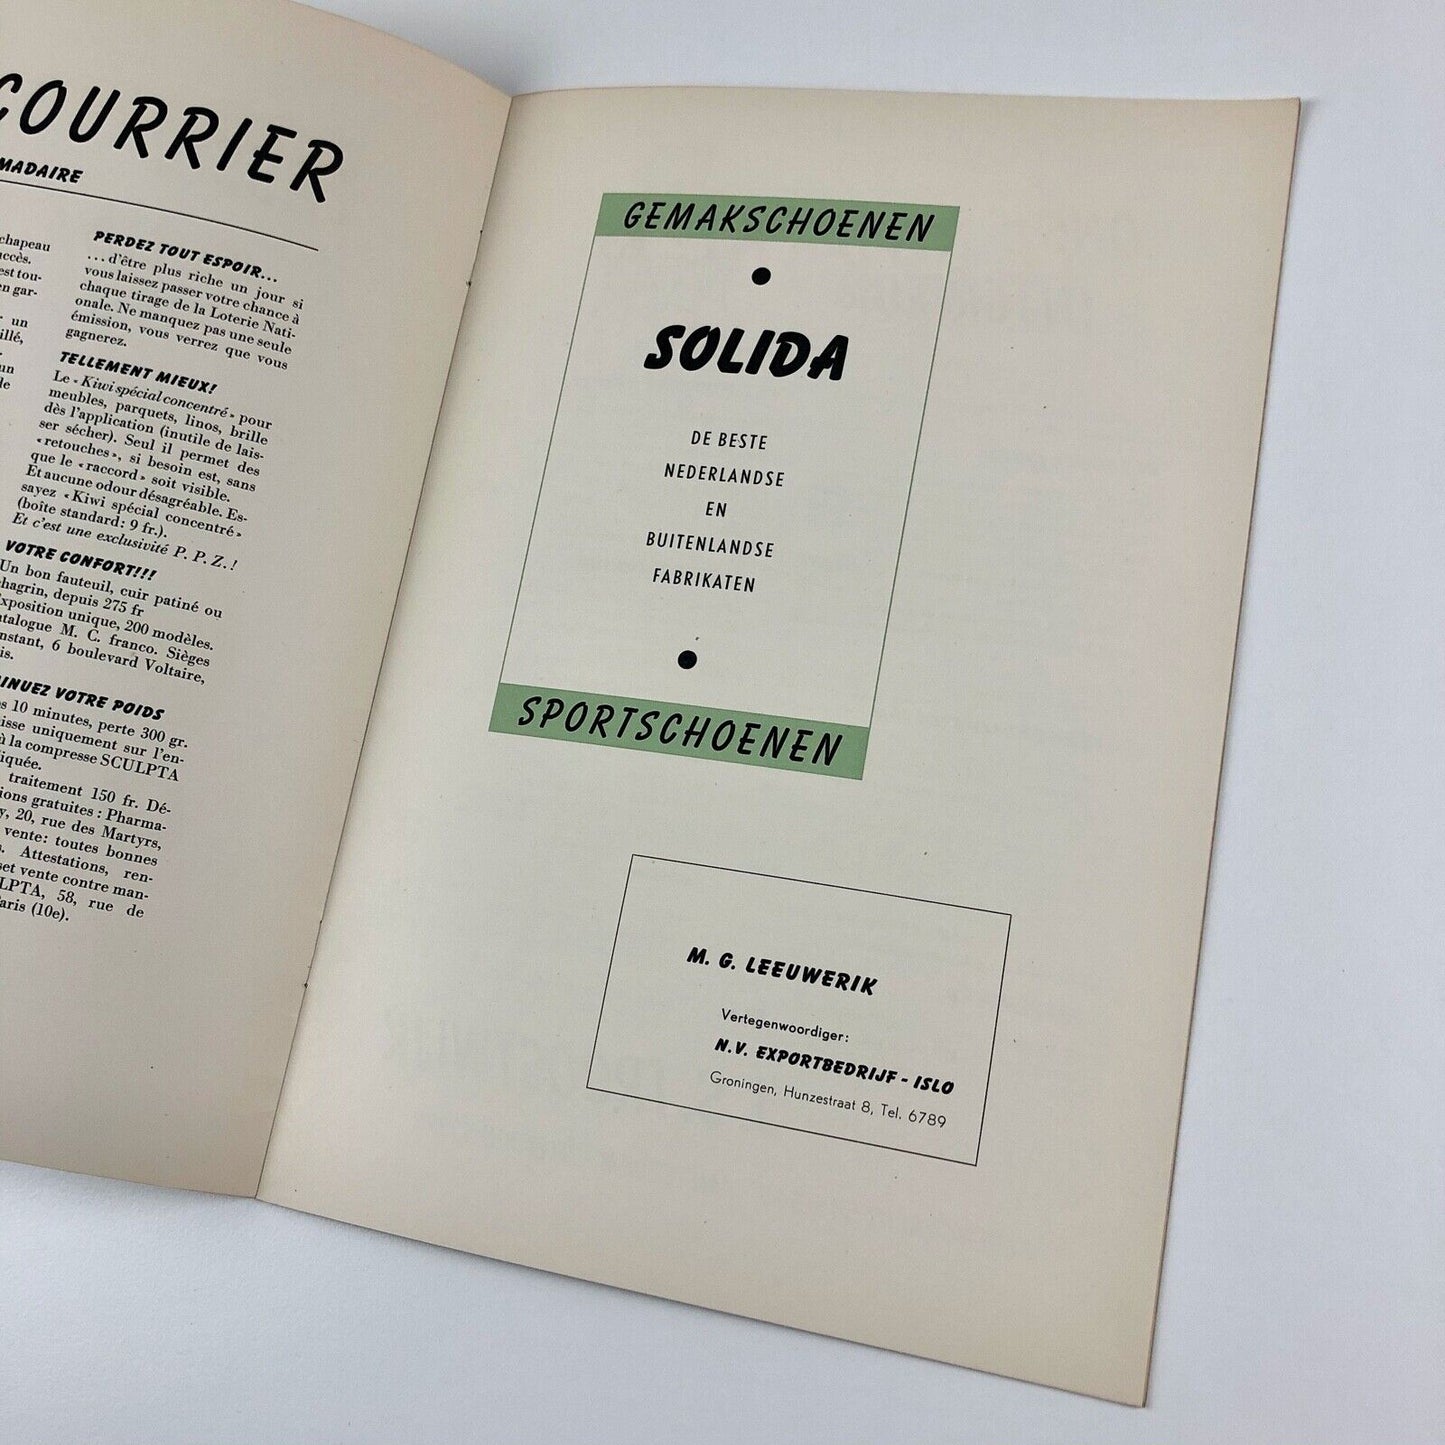 COURRIER
MADAIRE
chapeau
uccès.
est tou-
en gar-
un
illé,
un
de
PERDEZ TOUT ESPOIR...
...d'être plus riche un jour si
vous laissez passer votre chance à
chaque tirage de la Loterie Nati-
onale. Ne manquez pas une seule
émission, vous verrez que vous
gagnerez.
TELLEMENT MIEUX!
Le «Kiwi spécial concentré» pour
meubles, parquets, linos, brille
dès l'application (inutile de lais-
ser sécher). Seul il permet des
«retouches», si besoin est, sans
que le «raccord» soit visible.
Et aucune odour désagréable. Es-
sayez «Kiwi spécial concentré»
(boîte standard: 9 fr.).
Et c'est une exclusivité P. P. Z.!
VOTRE CONFORT!!!
Un bon fauteuil, cuir patiné ou
hagrin, depuis 275 fr
xposition unique, 200 modèles.
atalogue M. C. franco. Sièges
nstant, 6 boulevard Voltaire,
is.
INUEZ VOTRE POIDS
s 10 minutes, perte 300 gr.
isse uniquement sur l'en-
à la compresse SCULPTA
iquée.
traitement 150 fr. Dé-
ions gratuites: Pharma-
y, 20, rue des Martyrs,
vente: toutes bonnes
Attestations, ren-
set vente contre man-
LPTA, 58, rue de
aris (10e).
GEMAKSCHOENEN
SOLIDA
DE BESTE
NEDERLANDSE
EN
BUITENLANDSE
FABRIKATEN
SPORTSCHOENEN
M. G. LEEUWERIK
Vertegenwoordiger:
N.V. EXPORTBEDRIJF - ISLO
Groningen, Hunzestraat 8, Tel. 6789